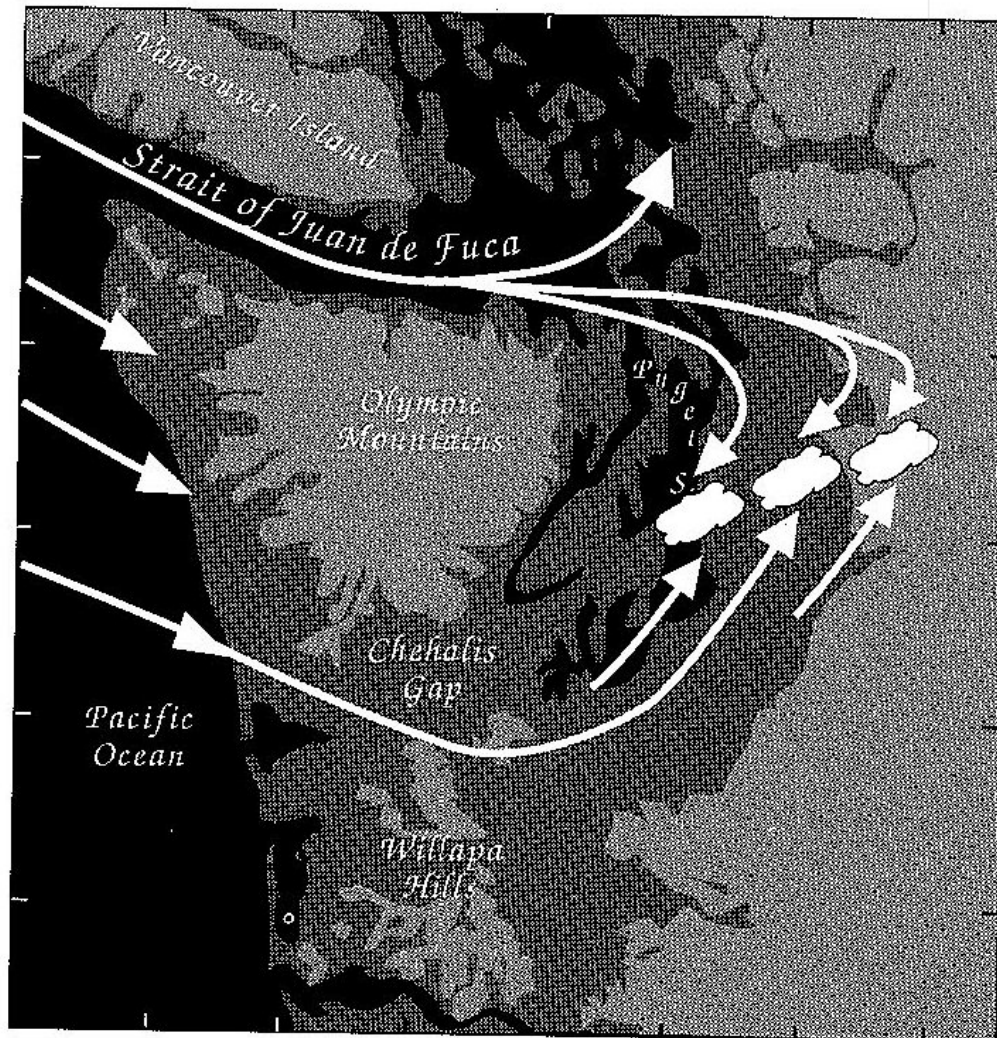 Vancouver Island
Strait of Juan de Fuca
Puget S
Olympic
Mountains
Chehalis
Gap
Pacific
Ocean
Willapa
Hills